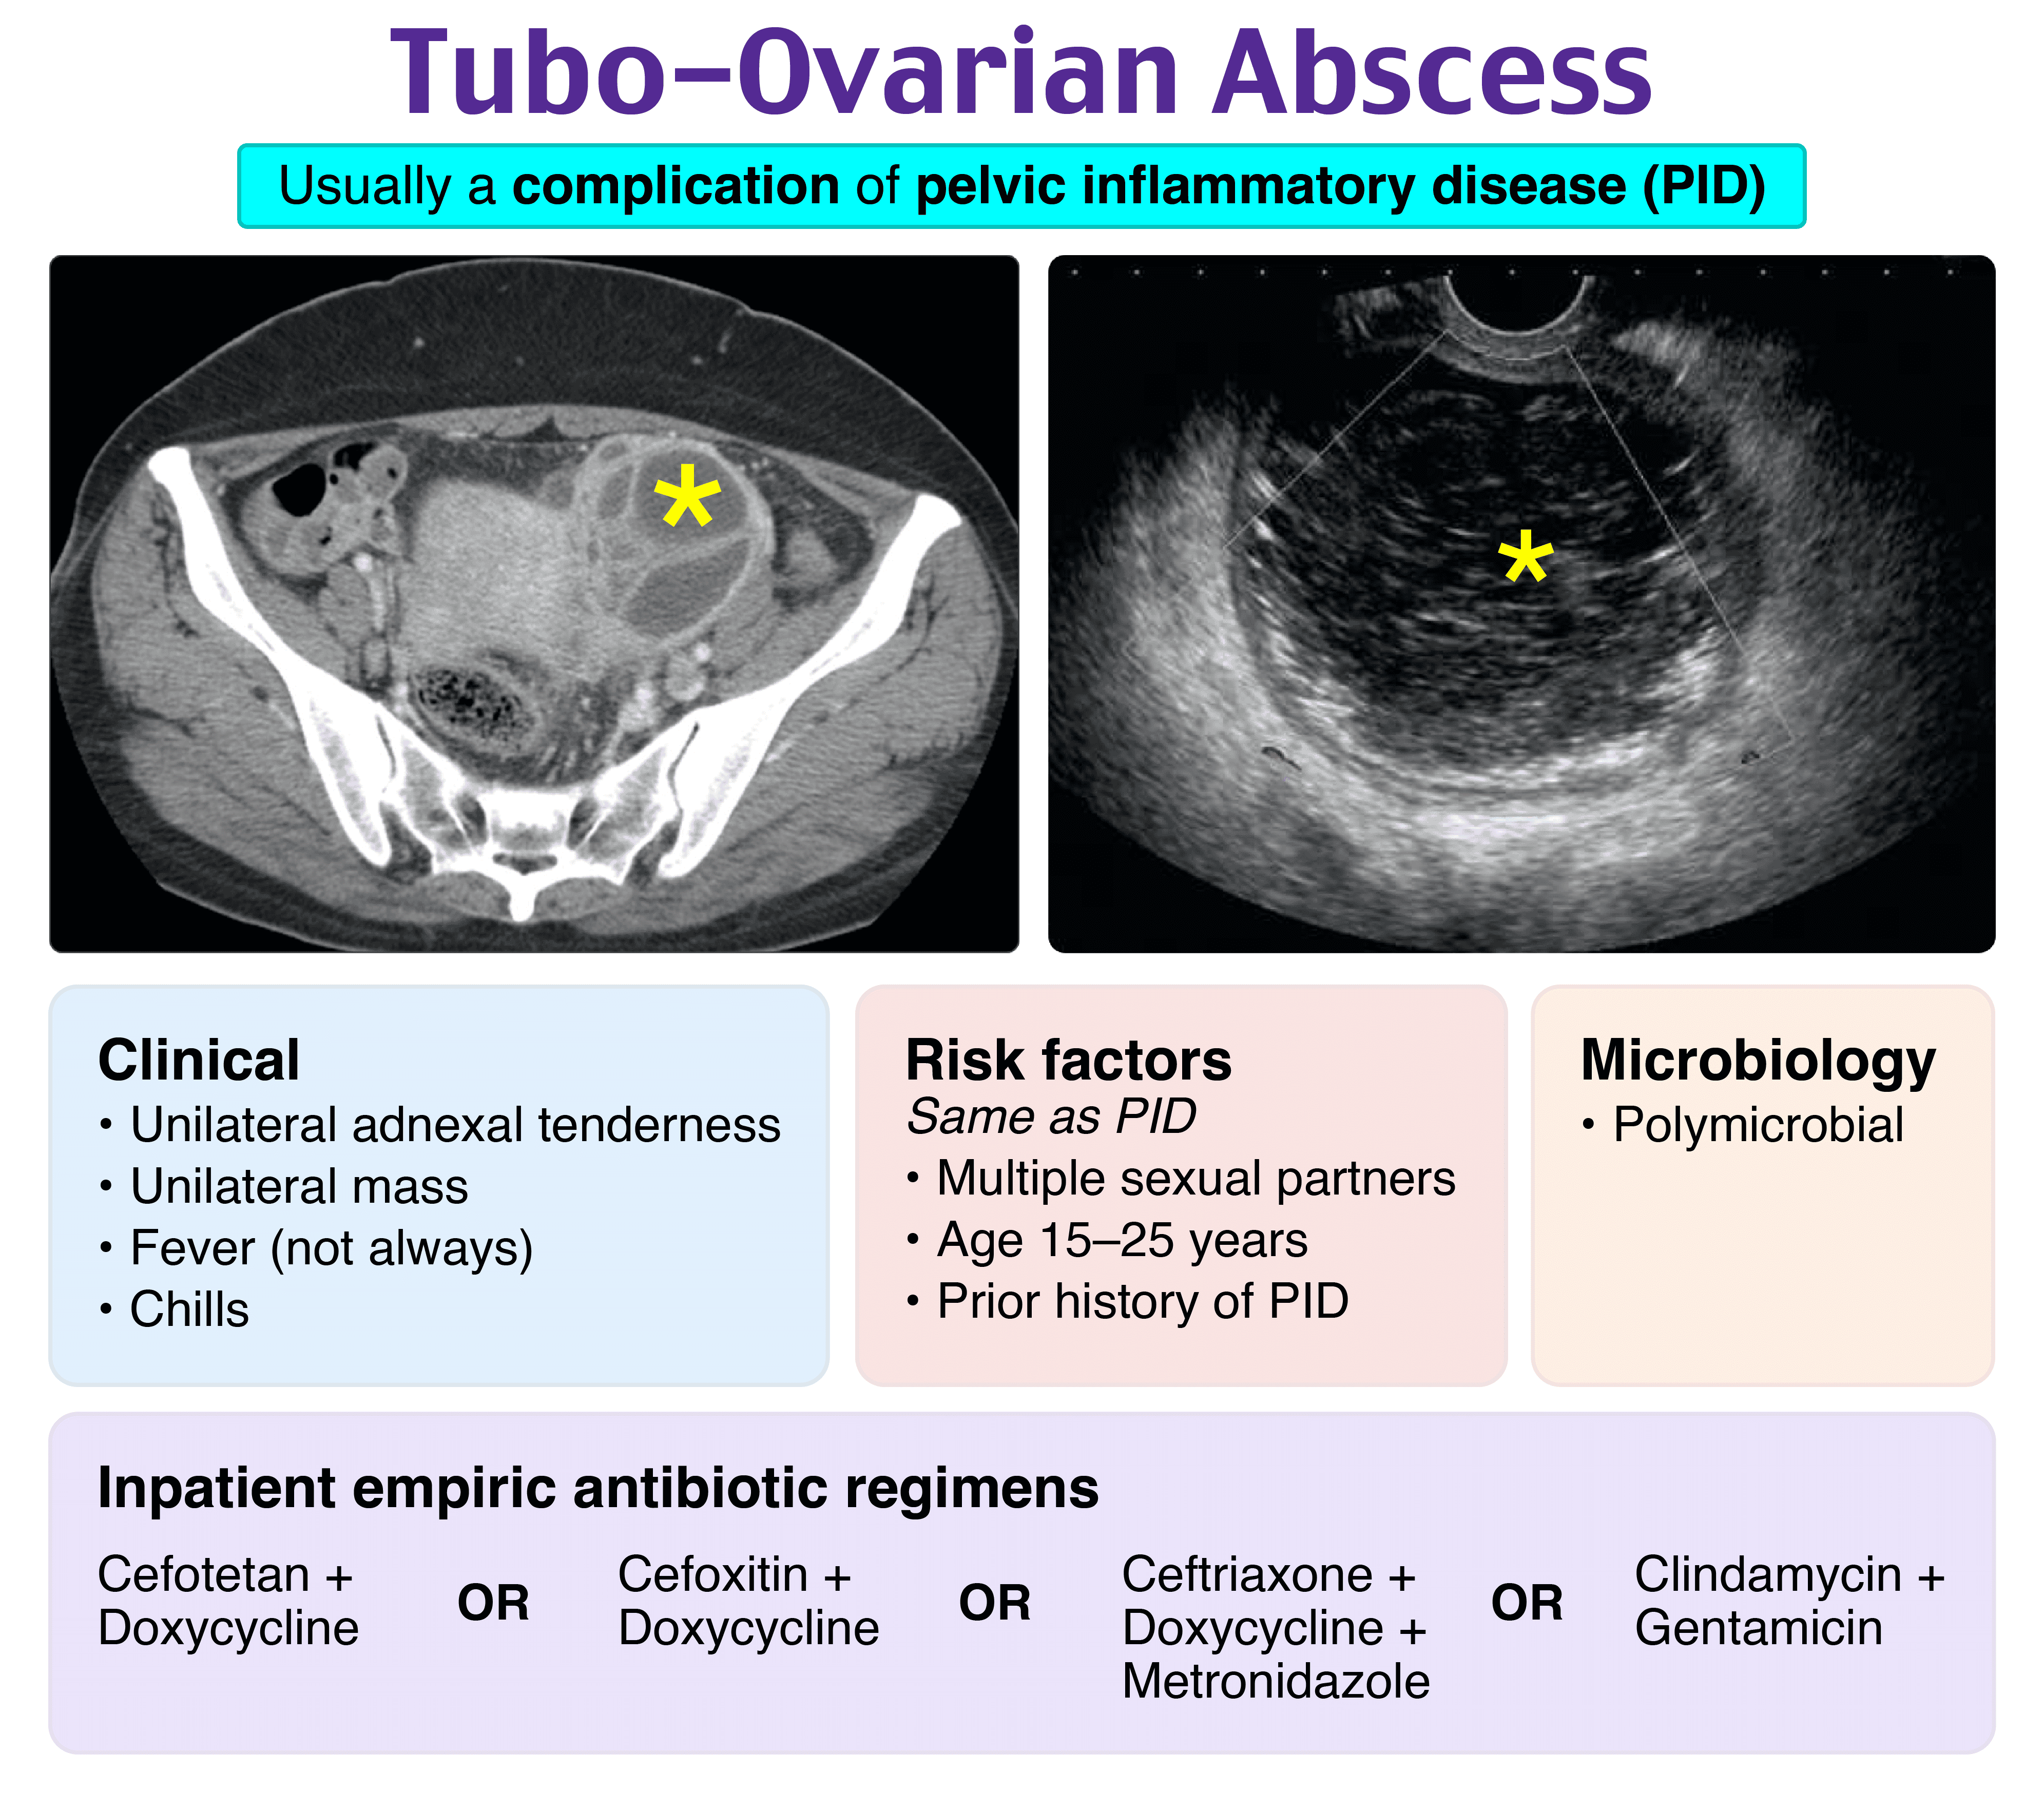 Tubo–Ovarian Abscess
Usually a complication of pelvic inflammatory disease (PID)
*
*
Clinical
• Unilateral adnexal tenderness
• Unilateral mass
• Fever (not always)
• Chills
Risk factors
Same as PID
• Multiple sexual partners
• Age 15–25 years
• Prior history of PID
Microbiology
• Polymicrobial
Inpatient empiric antibiotic regimens
Cefotetan +
Doxycycline
OR
Cefoxitin +
Doxycycline
OR
Ceftriaxone +
Doxycycline +
Metronidazole
OR
Clindamycin +
Gentamicin